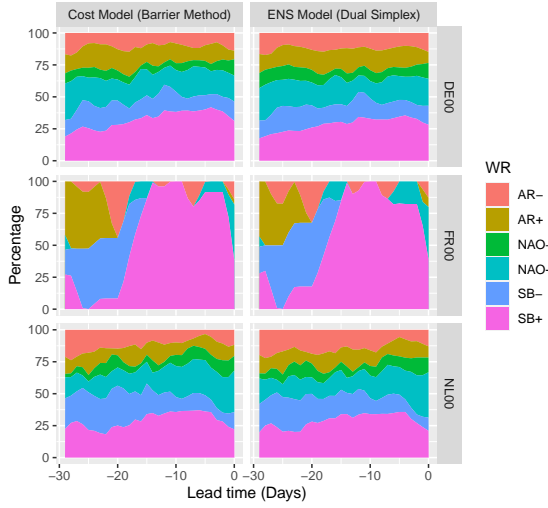 Cost Model (Barrier Method)
ENS Model (Dual Simplex)
100
75
50
25
0
DE00
100
75
50
25
0
FR00
100
75
50
25
0
NL00
Percentage
−30
−20
−10
0
−30
−20
−10
0
Lead time (Days)
WR
AR−
AR+
NAO-
NAO-
SB−
SB+